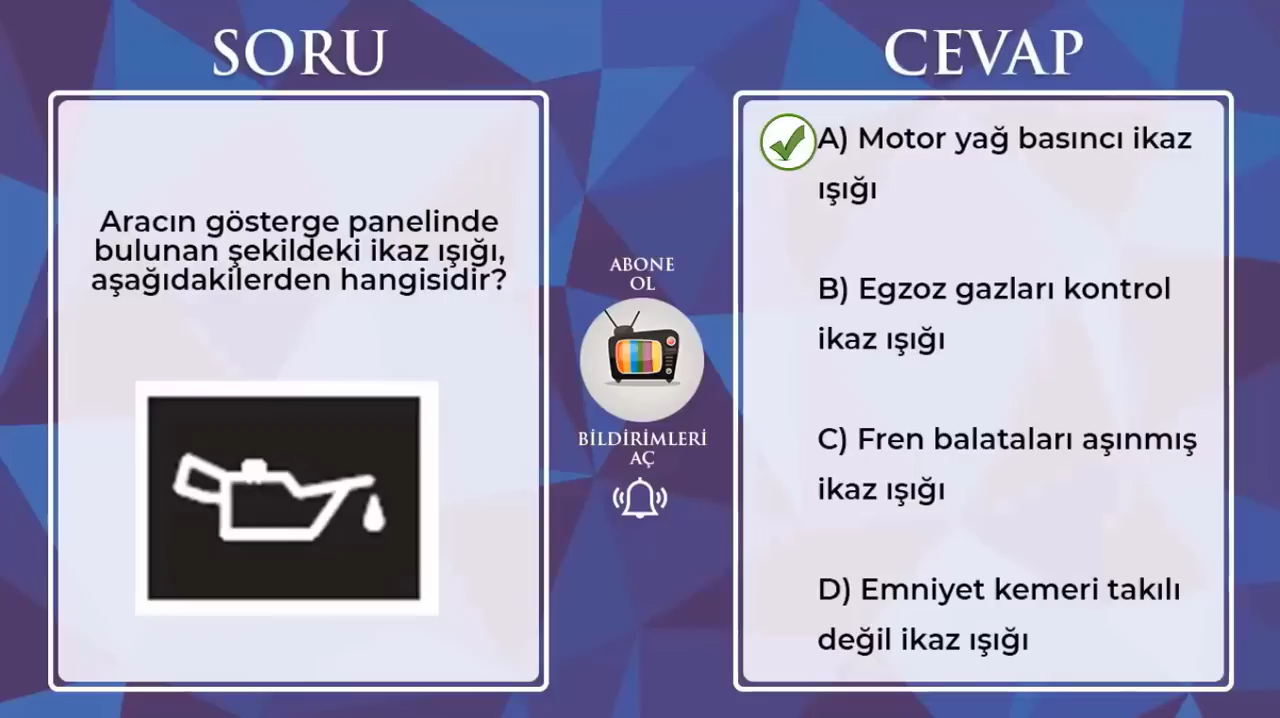 SORU
Aracın gösterge panelinde
bulunan şekildeki ikaz ışığı,
aşağıdakilerden hangisidir?
ABONE
OL
BİLDİRİMLERİ
AÇ
CEVAP
A) Motor yağ basıncı ikaz
ışığı
B) Egzoz gazları kontrol
ikaz ışığı
C) Fren balataları aşınmış
ikaz ışığı
D) Emniyet kemeri takılı
değil ikaz ışığı